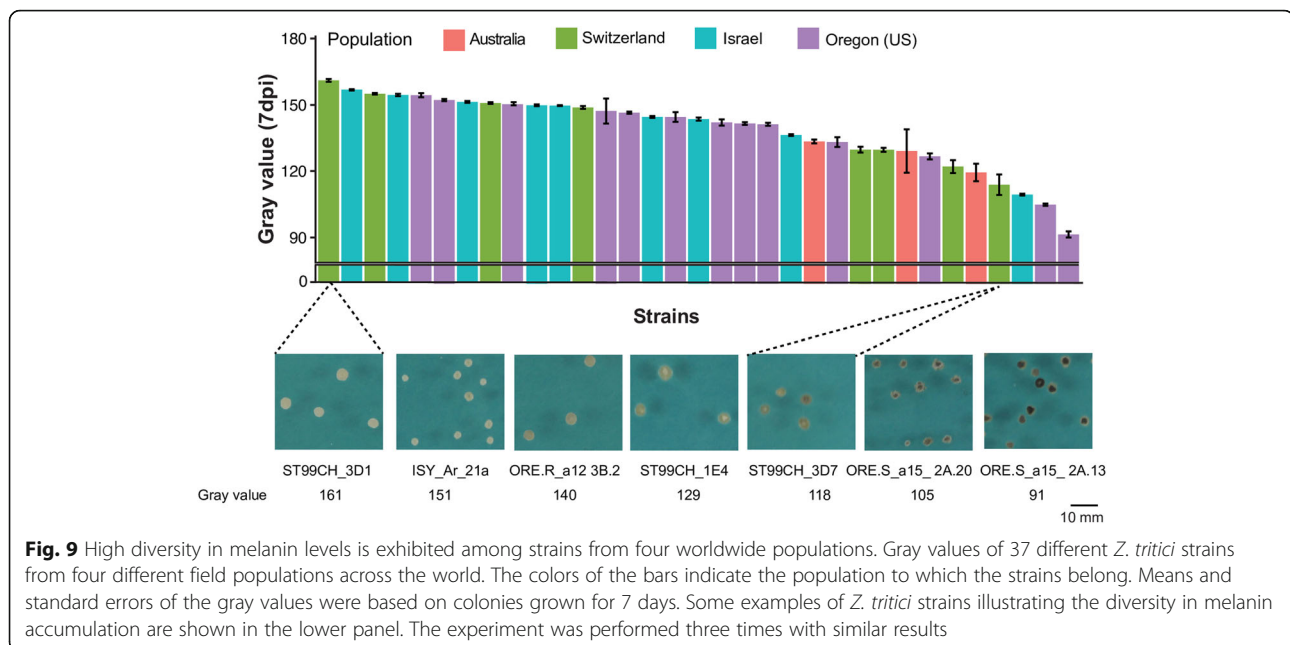 Population Australia Switzerland Israel Oregon (US)
180
150
120
90
0
Gray value (7dpi)
Strains
ST99CH_3D1 ISY_Ar_21a ORE.R_a12 3B.2 ST99CH_1E4 ST99CH_3D7 ORE.S_a15_ 2A.20 ORE.S_a15_ 2A.13
Gray value 161 151 140 129 118 105 91
10 mm
Fig. 9 High diversity in melanin levels is exhibited among strains from four worldwide populations. Gray values of 37 different Z. tritici strains
from four different field populations across the world. The colors of the bars indicate the population to which the strains belong. Means and
standard errors of the gray values were based on colonies grown for 7 days. Some examples of Z. tritici strains illustrating the diversity in melanin
accumulation are shown in the lower panel. The experiment was performed three times with similar results